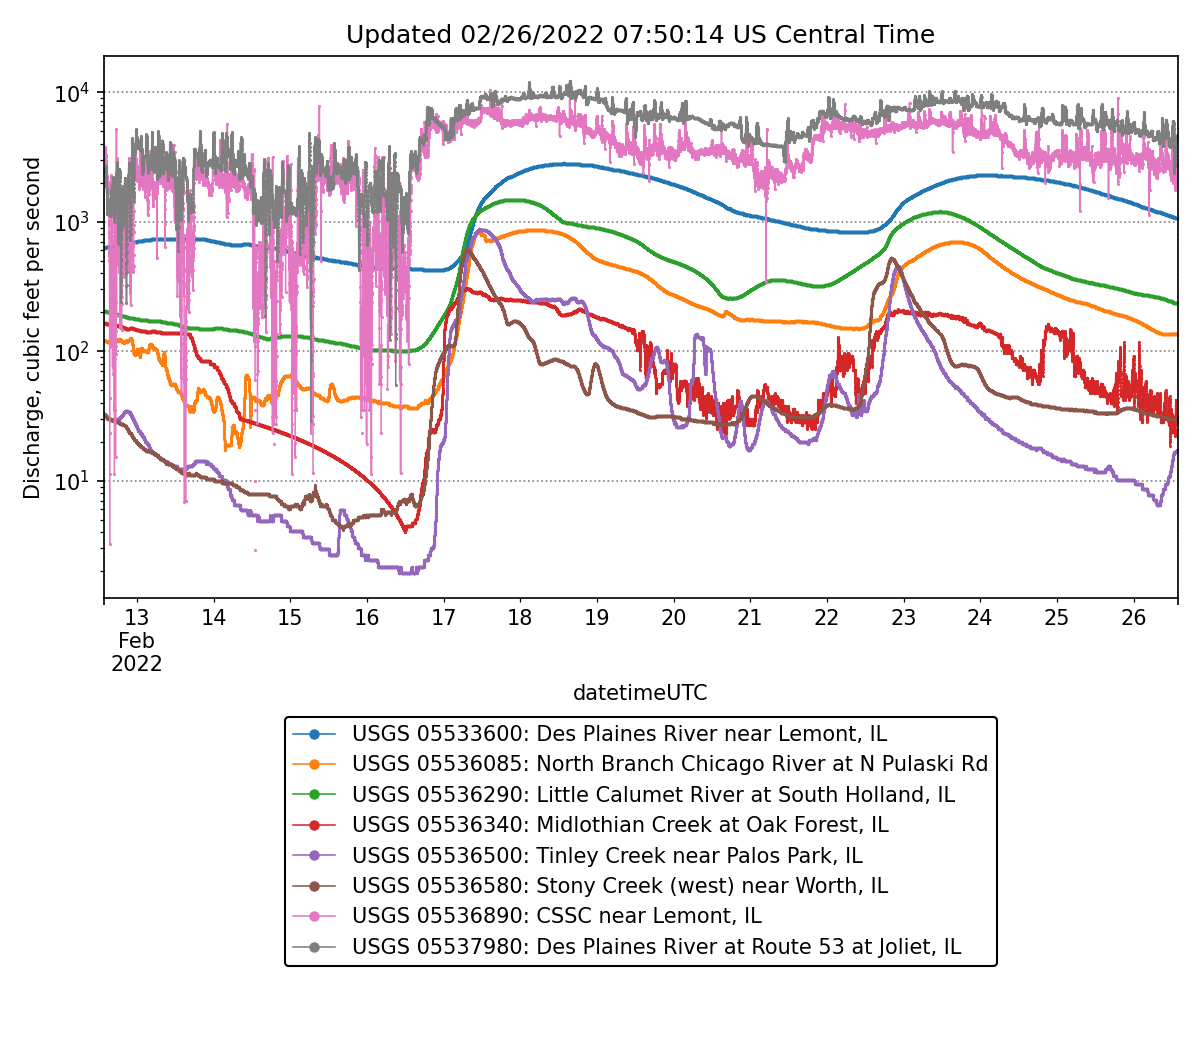 Updated 02/26/2022 07:50:14 US Central Time
Discharge, cubic feet per second
10⁴
10³
10²
10¹
13 14 15 16 17 18 19 20 21 22 23 24 25 26
Feb
2022
datetimeUTC
USGS 05533600: Des Plaines River near Lemont, IL
USGS 05536085: North Branch Chicago River at N Pulaski Rd
USGS 05536290: Little Calumet River at South Holland, IL
USGS 05536340: Midlothian Creek at Oak Forest, IL
USGS 05536500: Tinley Creek near Palos Park, IL
USGS 05536580: Stony Creek (west) near Worth, IL
USGS 05536890: CSSC near Lemont, IL
USGS 05537980: Des Plaines River at Route 53 at Joliet, IL